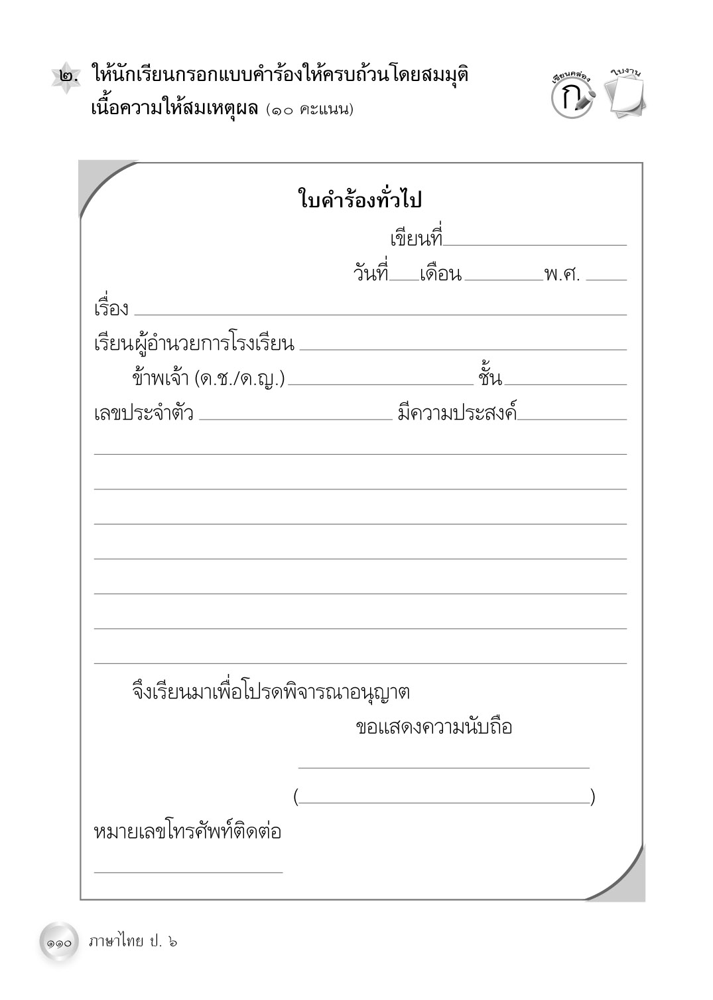 ๒. ให้นักเรียนกรอกแบบคำร้องให้ครบถ้วนโดยสมมุติ
เนื้อความให้สมเหตุผล (๑๐ คะแนน)
เขียนคล่อง
ก
ใบงาน
ใบคำร้องทั่วไป
เขียนที่
วันที่ เดือน พ.ศ.
เรื่อง
เรียนผู้อำนวยการโรงเรียน
ข้าพเจ้า (ด.ช./ด.ญ.) ชั้น
เลขประจำตัว มีความประสงค์
จึงเรียนมาเพื่อโปรดพิจารณาอนุญาต
ขอแสดงความนับถือ
( )
หมายเลขโทรศัพท์ติดต่อ
๑๑๐ ภาษาไทย ป. ๖